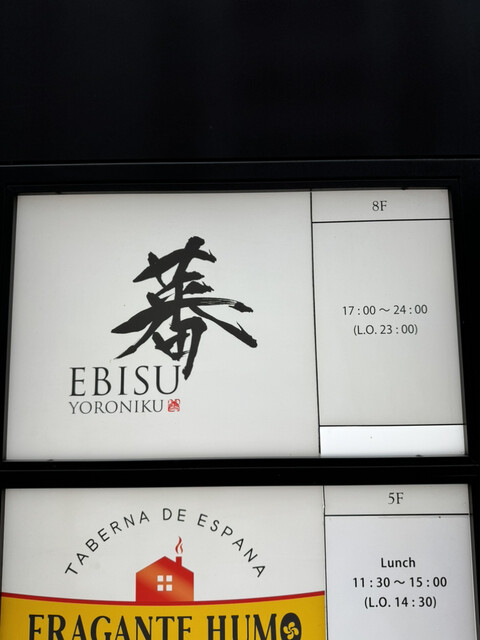 蕃
EBISU
YORONIKU
8F
17:00～24:00
(L.O. 23:00)
TABERNA DE ESPANA
FRAGANTE HUMO
5F
Lunch
11:30～15:00
(L.O. 14:30)